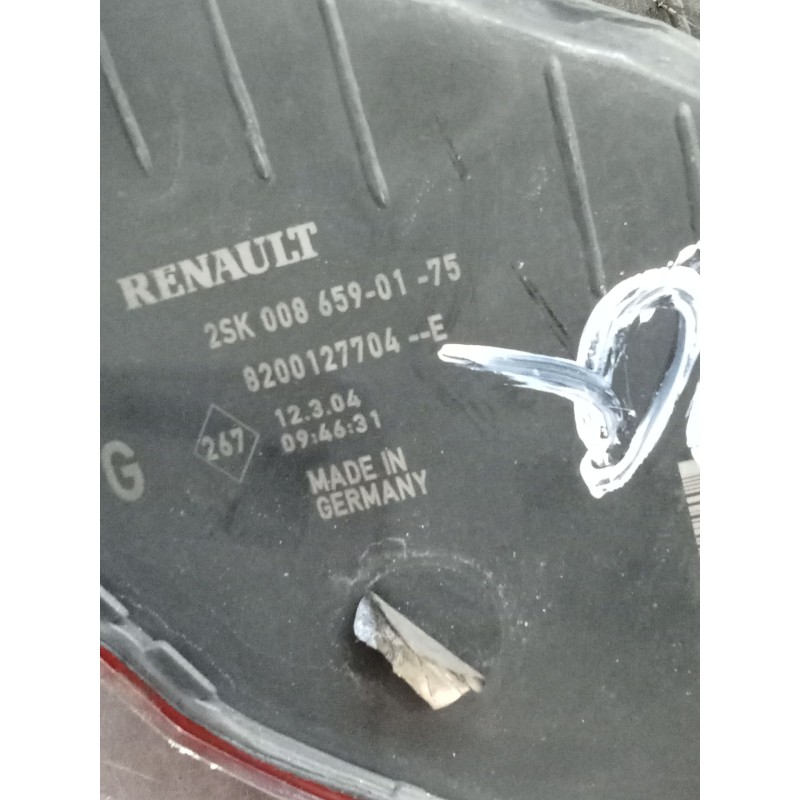 RENAULT
2SK 008 659-01 -75
8200127704 --E
267
12.3.04
09:46:31
G
MADE IN
GERMANY